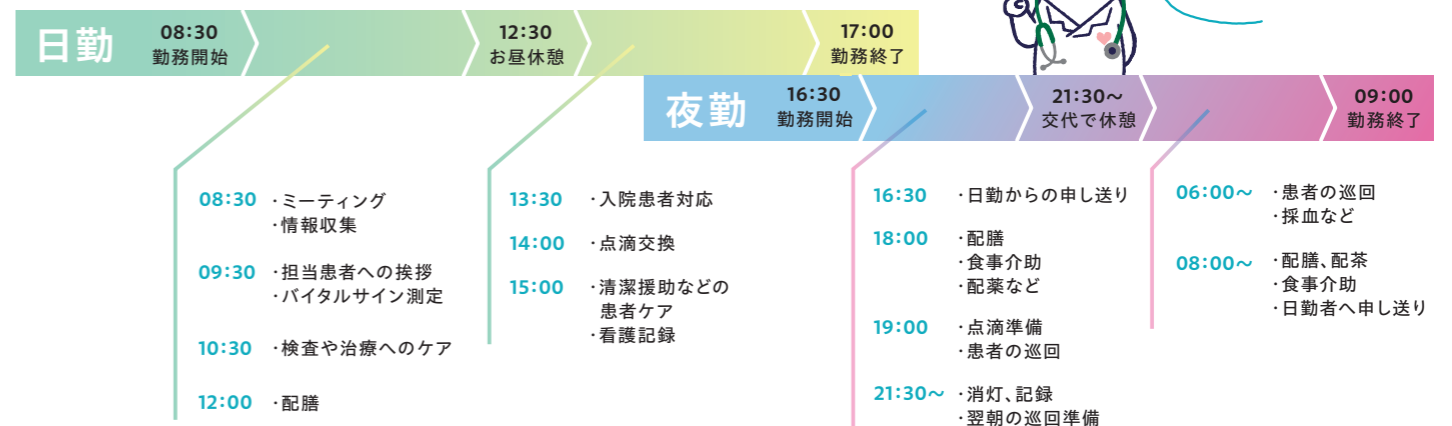 日勤
08:30
勤務開始
12:30
お昼休憩
17:00
勤務終了
夜勤
16:30
勤務開始
21:30～
交代で休憩
09:00
勤務終了
08:30 ・ミーティング
・情報収集
09:30 ・担当患者への挨拶
・バイタルサイン測定
10:30 ・検査や治療へのケア
12:00 ・配膳
13:30 ・入院患者対応
14:00 ・点滴交換
15:00 ・清潔援助などの
患者ケア
・看護記録
16:30 ・日勤からの申し送り
18:00 ・配膳
・食事介助
・配薬など
19:00 ・点滴準備
・患者の巡回
21:30～ ・消灯、記録
・翌朝の巡回準備
06:00～ ・患者の巡回
・採血など
08:00～ ・配膳、配茶
・食事介助
・日勤者へ申し送り